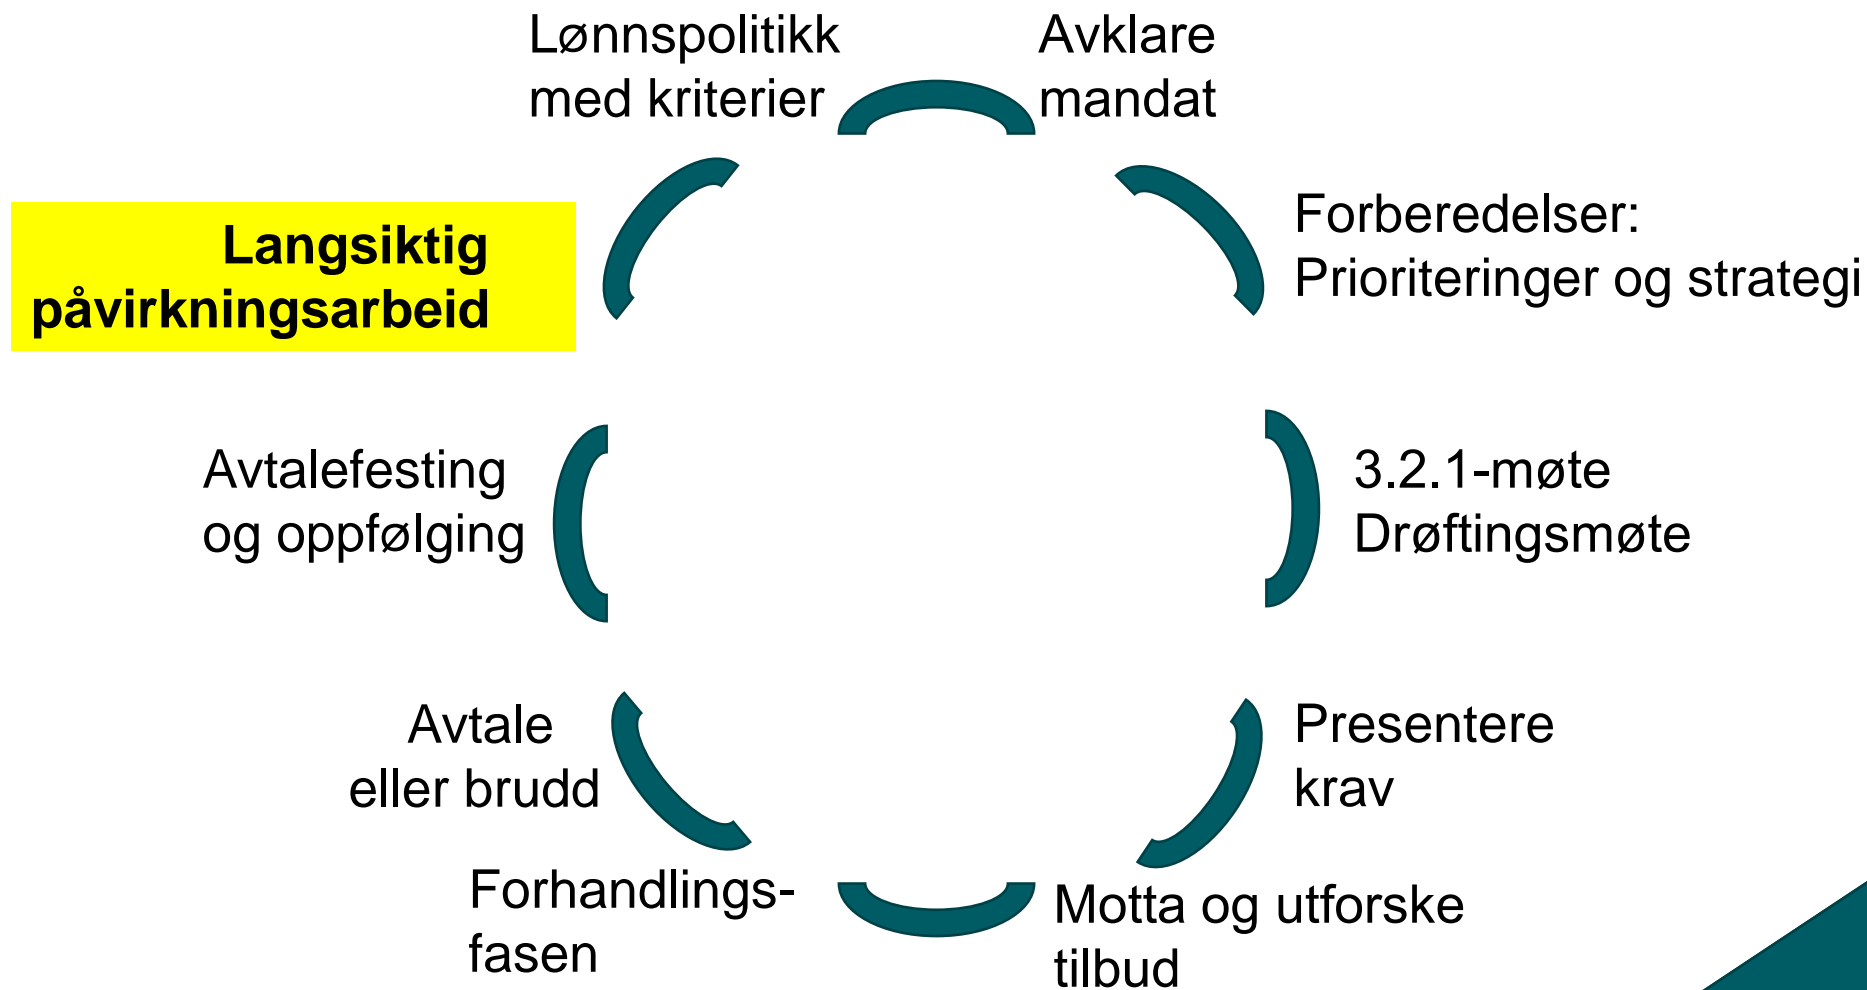 Lønnspolitikk
med kriterier
Avklare
mandat
Forberedelser:
Prioriteringer og strategi
3.2.1-møte
Drøftingsmøte
Presentere
krav
Motta og utforske
tilbud
Forhandlings-
fasen
Avtale
eller brudd
Avtalefesting
og oppfølging
Langsiktig
påvirkningsarbeid